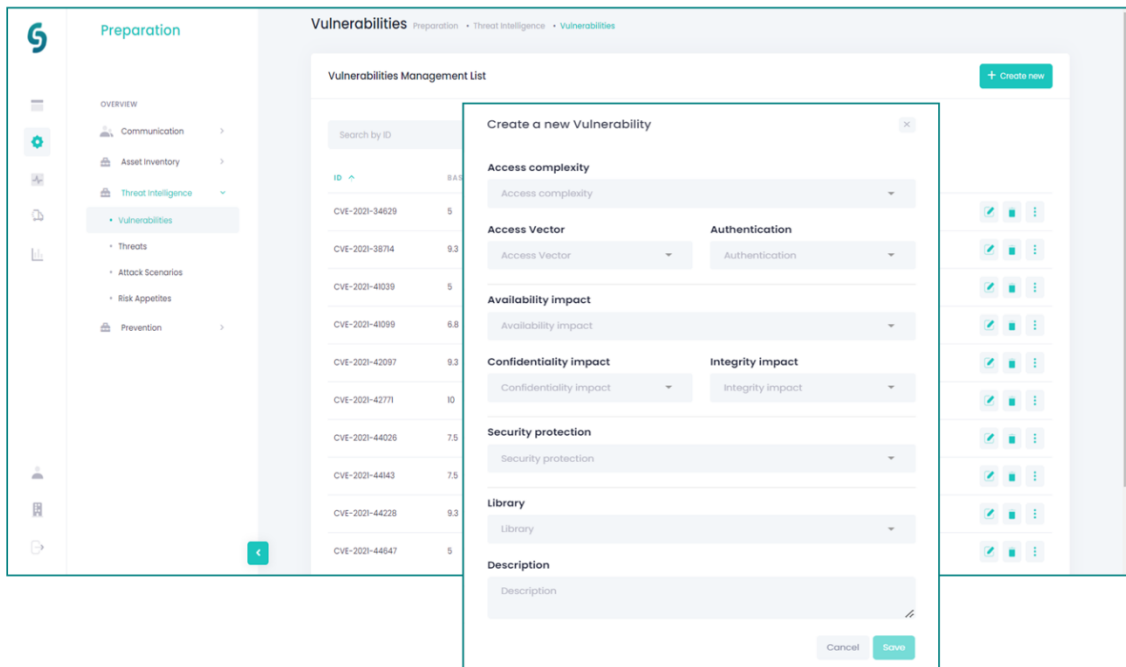 Preparation
OVERVIEW
Communication
Asset Inventory
Threat Intelligence
• Vulnerabilities
• Threats
• Attack Scenarios
• Risk Appetites
Prevention
Vulnerabilities Preparation • Threat Intelligence • Vulnerabilities
Vulnerabilities Management List
+ Create new
Search by ID
ID BAS
CVE-2021-34629 5
CVE-2021-38714 9.3
CVE-2021-41039 5
CVE-2021-41099 6.8
CVE-2021-42097 9.3
CVE-2021-42771 10
CVE-2021-44026 7.5
CVE-2021-44143 7.5
CVE-2021-44228 9.3
CVE-2021-44647 5
Create a new Vulnerability
Access complexity
Access complexity
Access Vector Authentication
Access Vector Authentication
Availability impact
Availability impact
Confidentiality impact Integrity impact
Confidentiality impact Integrity impact
Security protection
Security protection
Library
Library
Description
Description
Cancel Save